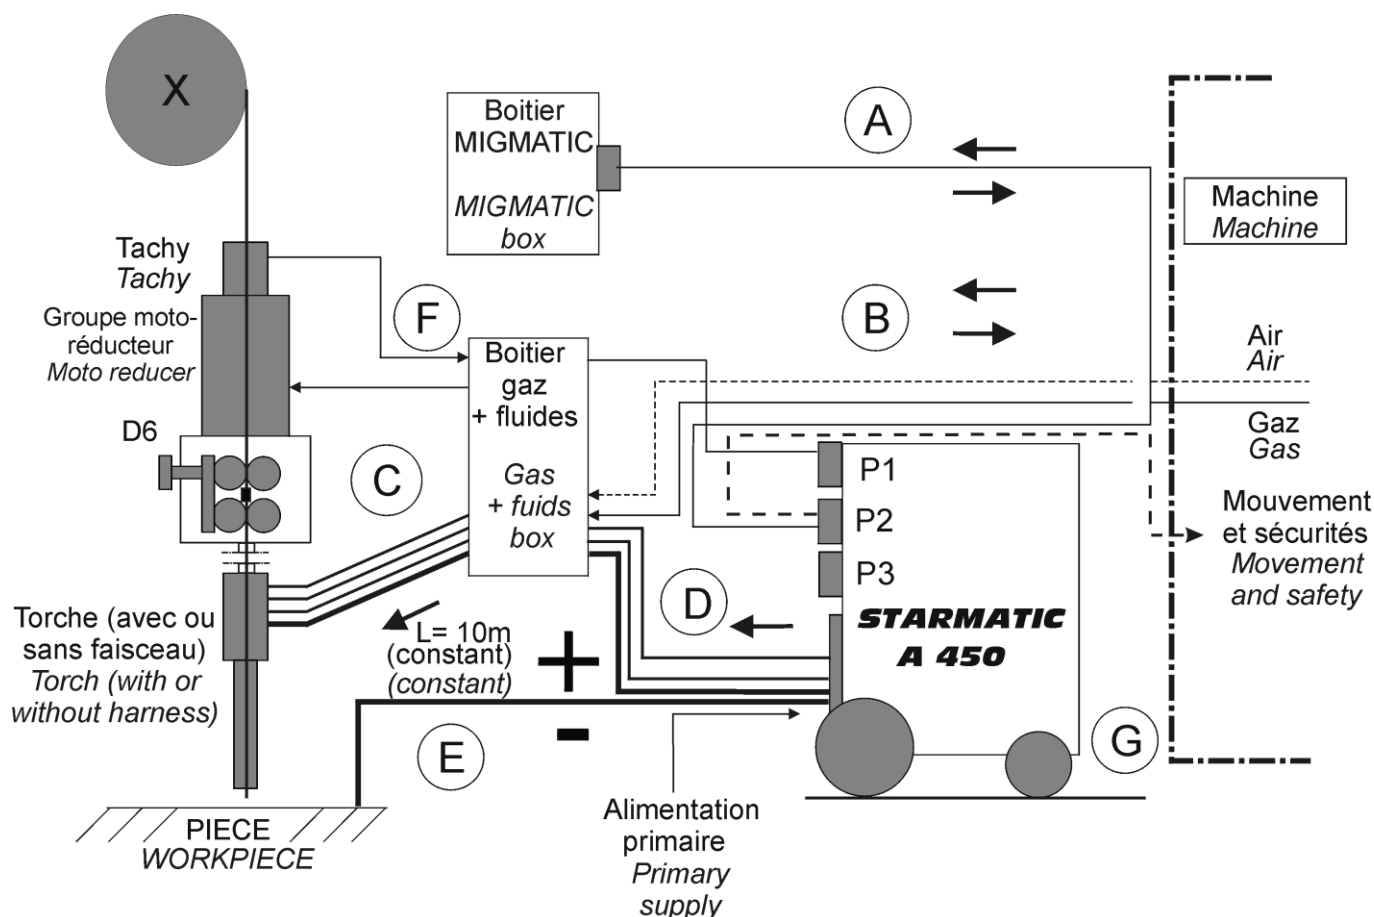 X
Boitier
MIGMATIC
MIGMATIC
box
A
Machine
Machine
Tachy
Tachy
F
B
Groupe moto-
réducteur
Moto reducer
Air
Air
Gaz
Gas
Boitier
gaz
+ fluides
Gas
+ fuids
box
D6
C
P1
P2
P3
Mouvement
et sécurités
Movement
and safety
STARMATIC
A 450
D
Torche (avec ou
sans faisceau)
Torch (with or
without harness)
L= 10m
(constant)
(constant)
+
-
E
G
Alimentation
primaire
Primary
supply
PIECE
WORKPIECE